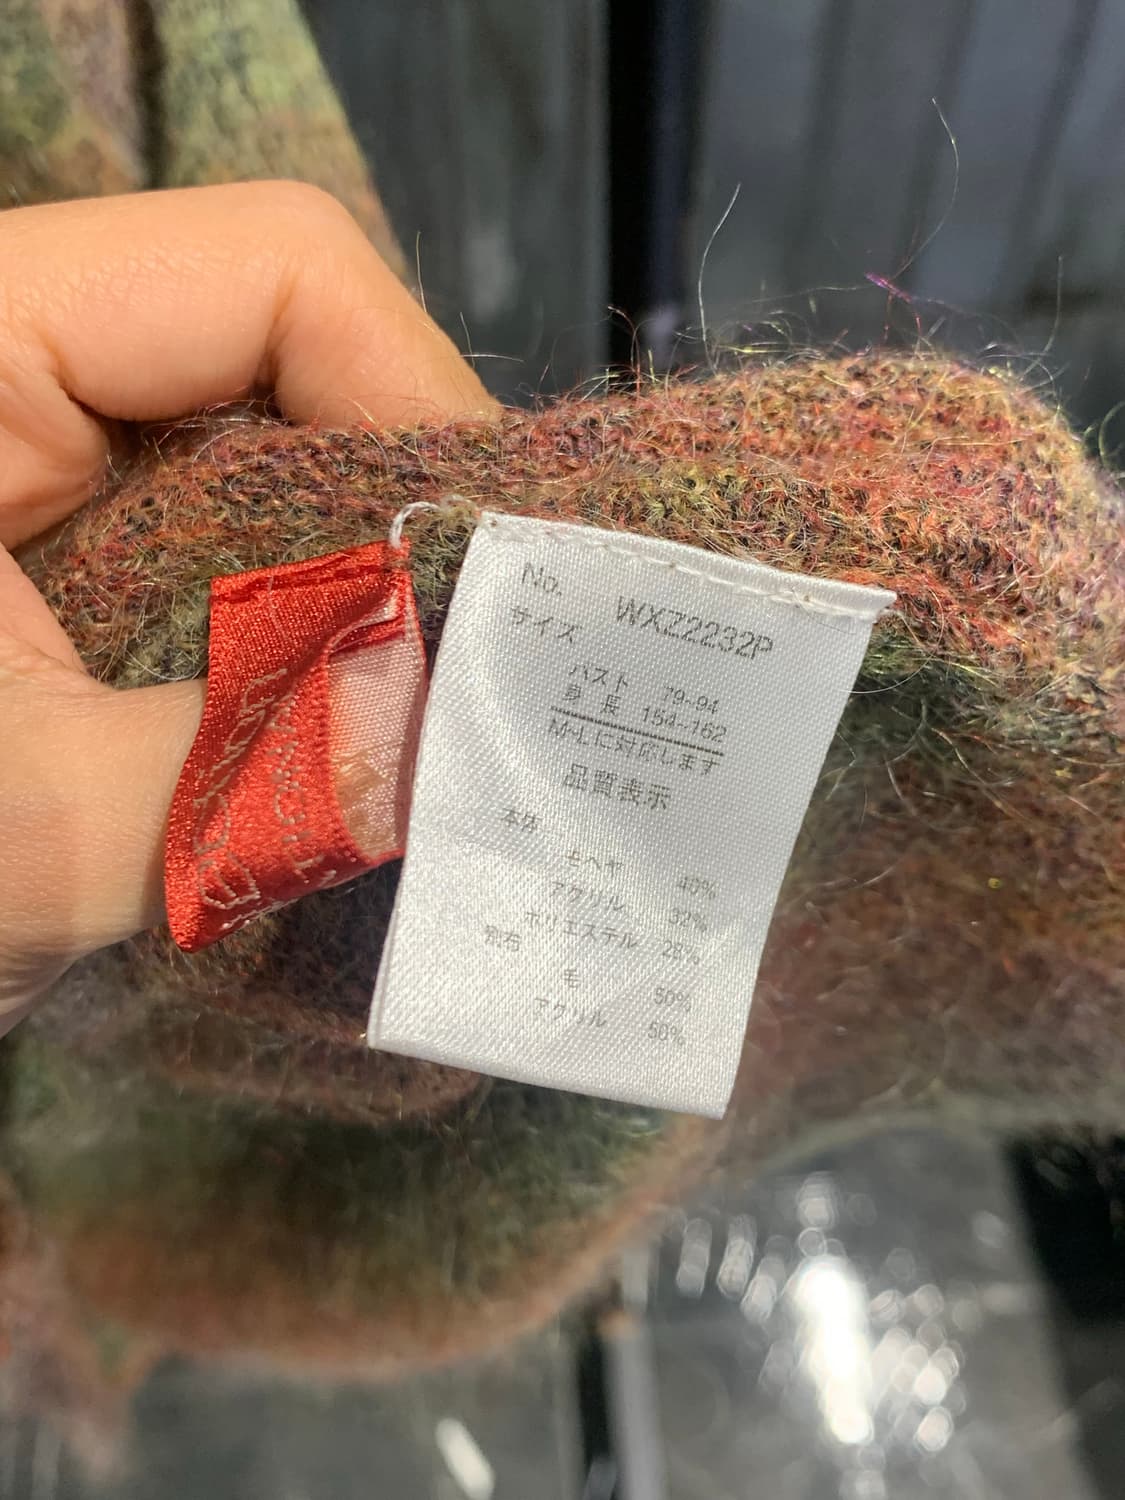 No. WXZ2232P
サイズ
バスト 79~94
身長 154~162
M~Lに対応します
品質表示
本体
モヘヤ 40%
アクリル 32%
ポリエステル 28%
別布
毛 50%
アクリル 50%